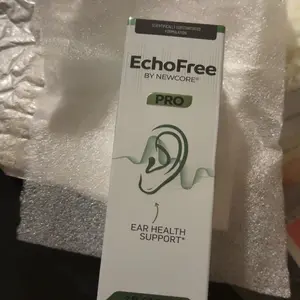 EchoFree
BY NEWCORE®
PRO
EAR HEALTH
SUPPORT*